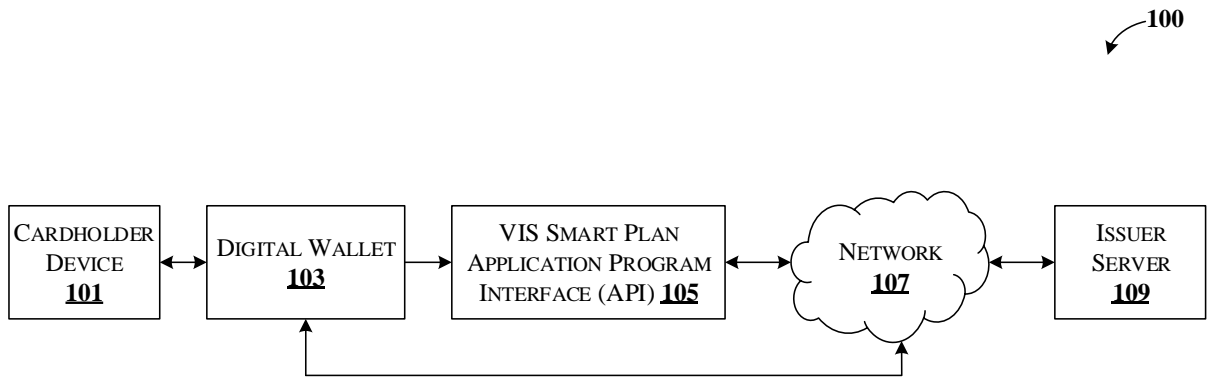 100
CARDHOLDER
DEVICE
101
DIGITAL WALLET
103
VIS SMART PLAN
APPLICATION PROGRAM
INTERFACE (API) 105
NETWORK
107
ISSUER
SERVER
109